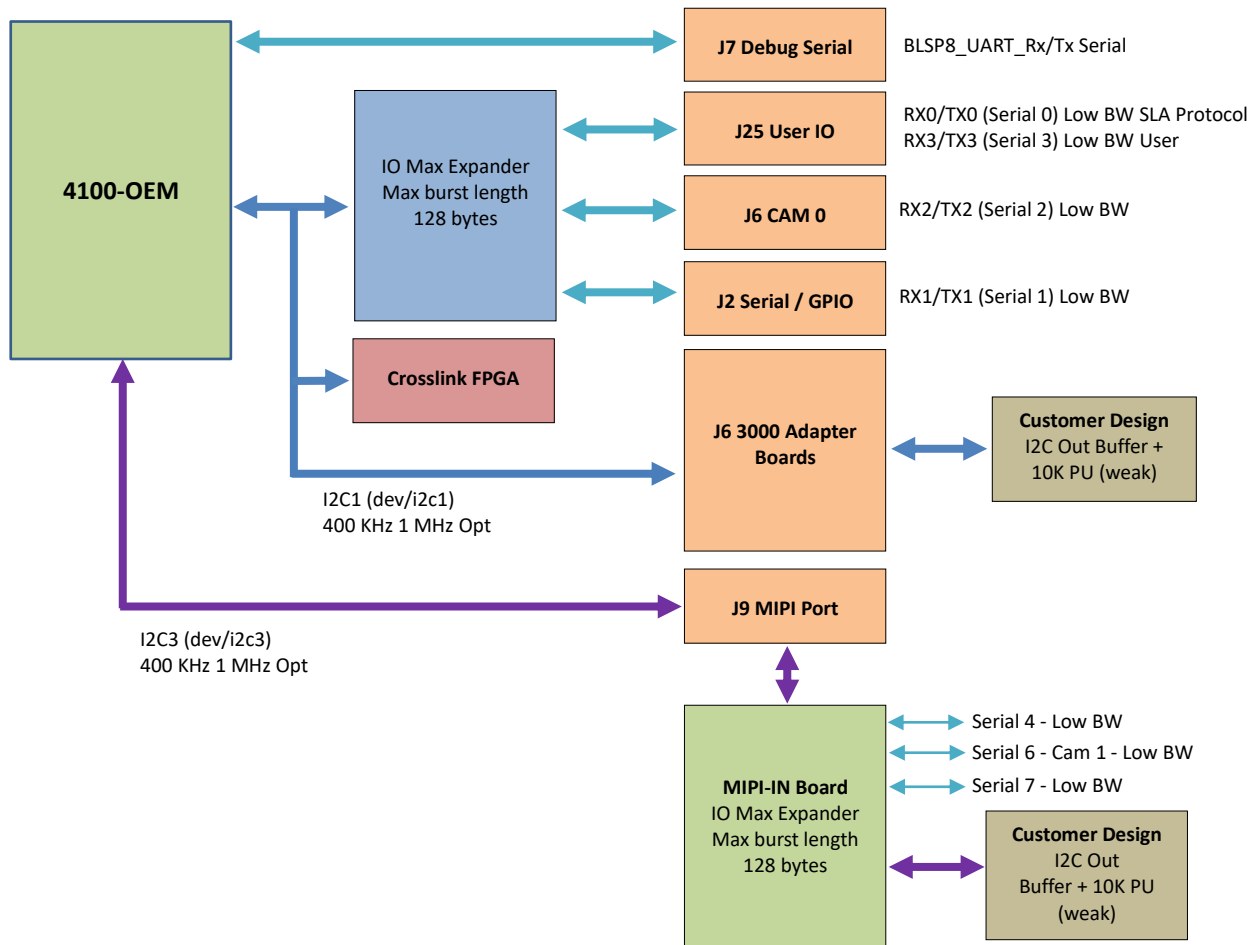 J7 Debug Serial
BLSP8_UART_Rx/Tx Serial
4100-OEM
IO Max Expander
Max burst length
128 bytes
J25 User IO
RX0/TX0 (Serial 0) Low BW SLA Protocol
RX3/TX3 (Serial 3) Low BW User
J6 CAM 0
RX2/TX2 (Serial 2) Low BW
J2 Serial / GPIO
RX1/TX1 (Serial 1) Low BW
Crosslink FPGA
J6 3000 Adapter
Boards
Customer Design
I2C Out Buffer +
10K PU (weak)
I2C1 (dev/i2c1)
400 KHz 1 MHz Opt
J9 MIPI Port
I2C3 (dev/i2c3)
400 KHz 1 MHz Opt
MIPI-IN Board
IO Max Expander
Max burst length
128 bytes
Serial 4 - Low BW
Serial 6 - Cam 1 - Low BW
Serial 7 - Low BW
Customer Design
I2C Out
Buffer + 10K PU
(weak)